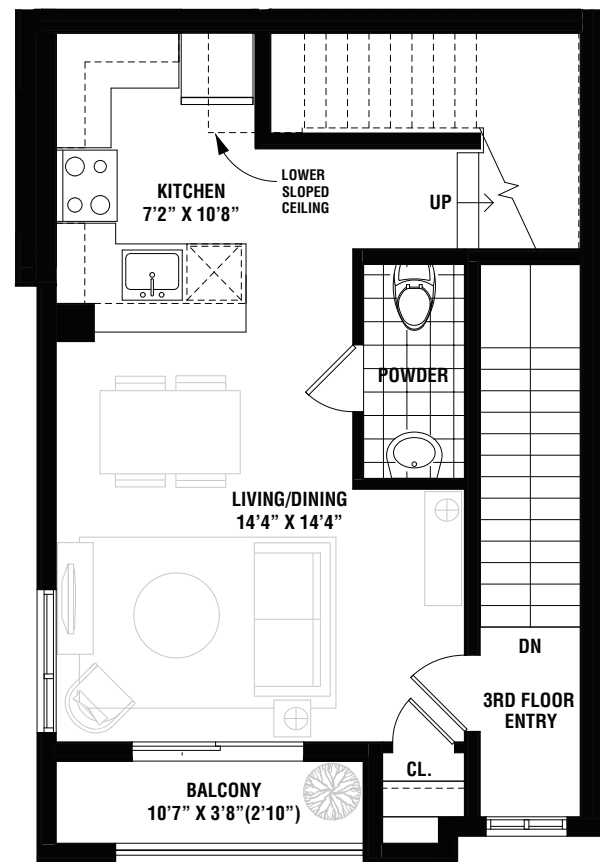 LOWER
SLOPED
CEILING
KITCHEN
7’2” X 10’8”
UP
POWDER
LIVING/DINING
14’4” X 14’4”
DN
3RD FLOOR
ENTRY
CL.
BALCONY
10’7” X 3’8”(2’10”)